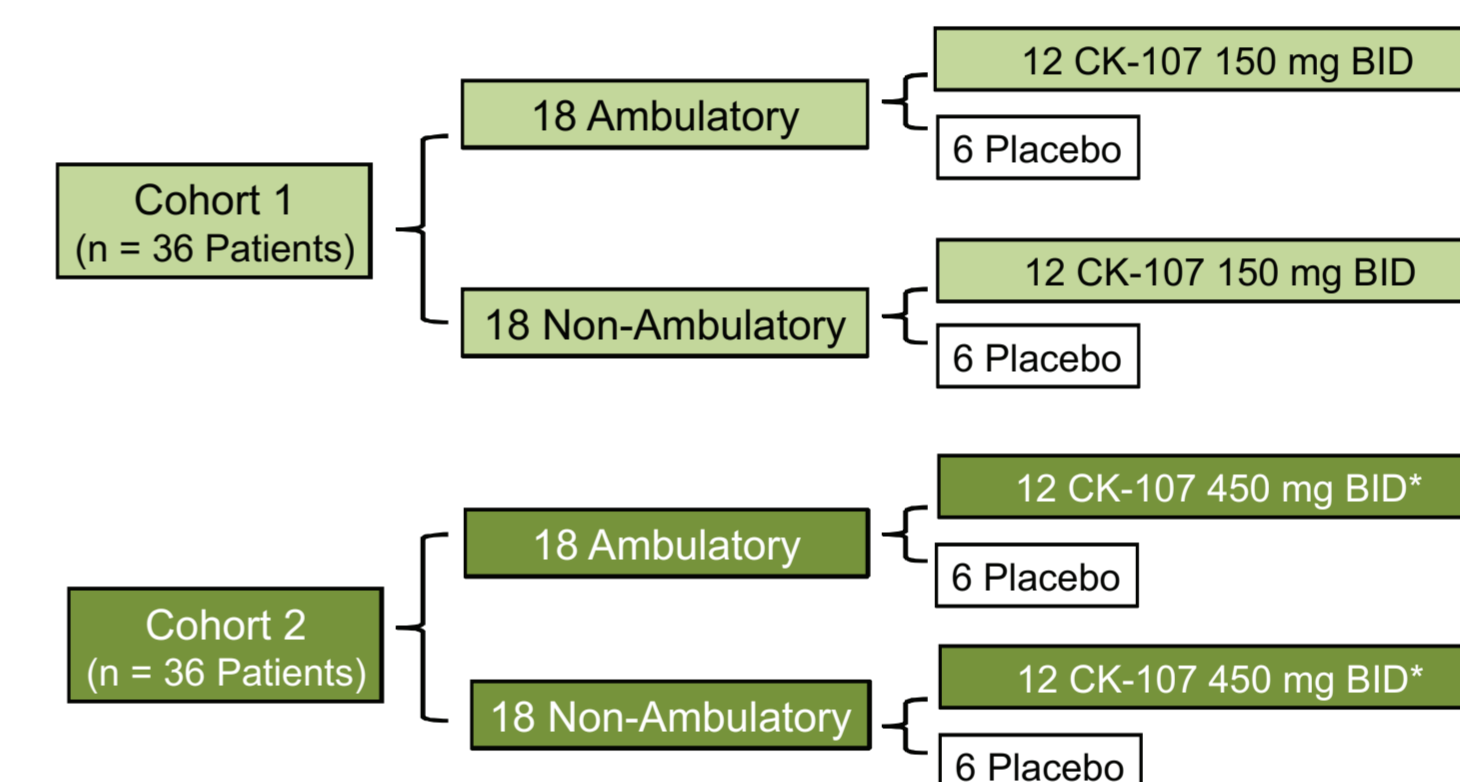 Cohort 1
(n = 36 Patients)
18 Ambulatory
12 CK-107 150 mg BID
6 Placebo
18 Non-Ambulatory
12 CK-107 150 mg BID
6 Placebo
Cohort 2
(n = 36 Patients)
18 Ambulatory
12 CK-107 450 mg BID*
6 Placebo
18 Non-Ambulatory
12 CK-107 450 mg BID*
6 Placebo